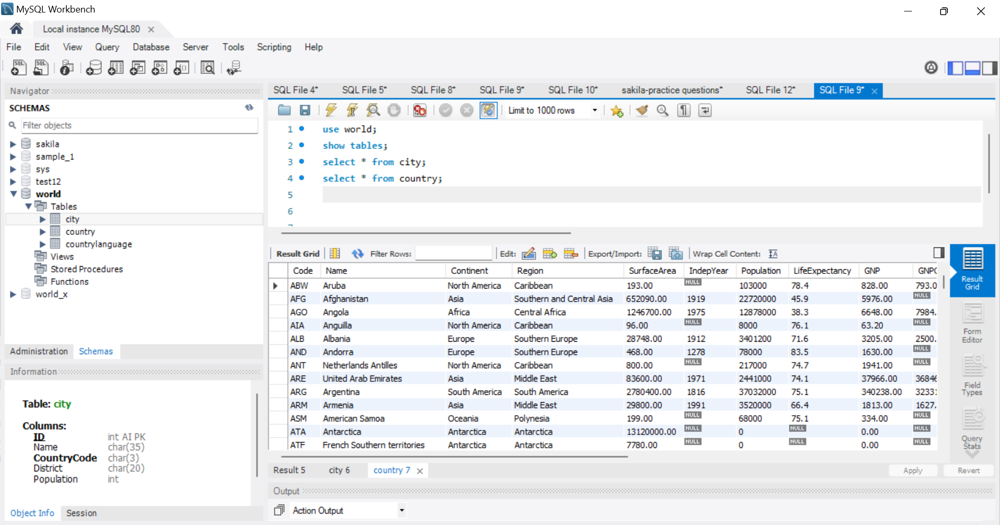 MySQL Workbench
Local instance MySQL80
File Edit View Query Database Server Tools Scripting Help
Navigator
SCHEMAS
Filter objects
sakila
sample_1
sys
test12
world
Tables
city
country
countrylanguage
Views
Stored Procedures
Functions
world_x
Administration Schemas
Information
Table: city
Columns:
ID int AI PK
Name char(35)
CountryCode char(3)
District char(20)
Population int
Object Info Session
SQL File 4* SQL File 5* SQL File 8* SQL File 9* SQL File 10* sakila-practice questions* SQL File 12* SQL File 9*
Limit to 1000 rows
1 use world;
2 show tables;
3 select * from city;
4 select * from country;
5
6
Result Grid Filter Rows: Edit: Export/Import: Wrap Cell Content:
Code Name Continent Region SurfaceArea IndepYear Population LifeExpectancy GNP
ABW Aruba North America Caribbean 193.00 NULL 103000 78.4 828.00 793.0
AFG Afghanistan Asia Southern and Central Asia 652090.00 1919 22720000 45.9 5976.00 NULL
AGO Angola Africa Central Africa 1246700.00 1975 12878000 38.3 6648.00 7984.
AIA Anguilla North America Caribbean 96.00 NULL 8000 76.1 63.20 NULL
ALB Albania Europe Southern Europe 28748.00 1912 3401200 71.6 3205.00 2500.
AND Andorra Europe Southern Europe 468.00 1278 78000 83.5 1630.00 NULL
ANT Netherlands Antilles North America Caribbean 800.00 NULL 217000 74.7 1941.00 NULL
ARE United Arab Emirates Asia Middle East 83600.00 1971 2441000 74.1 37966.00 36846
ARG Argentina South America South America 2780400.00 1816 37032000 75.1 340238.00 32331
ARM Armenia Asia Middle East 29800.00 1991 3520000 66.4 1813.00 1627.
ASM American Samoa Oceania Polynesia 199.00 NULL 68000 75.1 334.00 NULL
ATA Antarctica Antarctica Antarctica 13120000.00 NULL 0 NULL 0.00 NULL
ATF French Southern territories Antarctica Antarctica 7780.00 NULL 0 NULL 0.00 NULL
Result Grid
Form Editor
Field Types
Query Stats
Result 5 city 6 country 7
Apply Revert
Output
Action Output